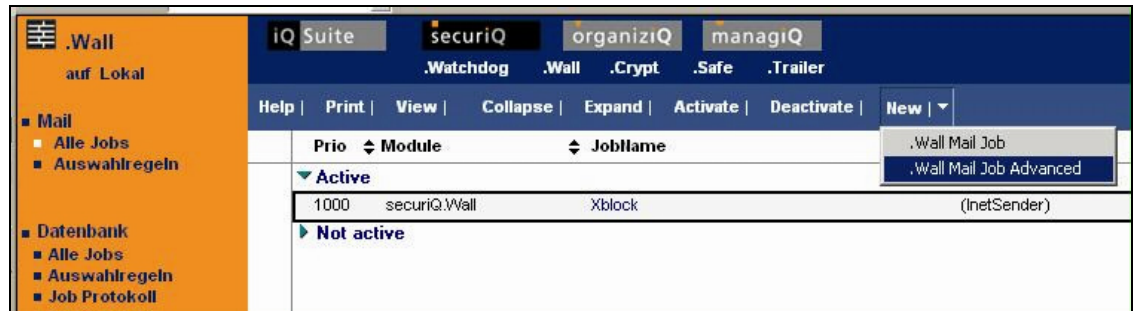 .Wall
auf Lokal
Mail
Alle Jobs
Auswahlregeln
Datenbank
Alle Jobs
Auswahlregeln
Job Protokoll
iQ Suite securiQ organiziQ managiQ
.Watchdog .Wall .Crypt .Safe .Trailer
Help | Print | View | Collapse | Expand | Activate | Deactivate | New |
.Wall Mail Job
.Wall Mail Job Advanced
Prio Module JobName
Active
1000 securiQ.Wall Xblock (InetSender)
Not active